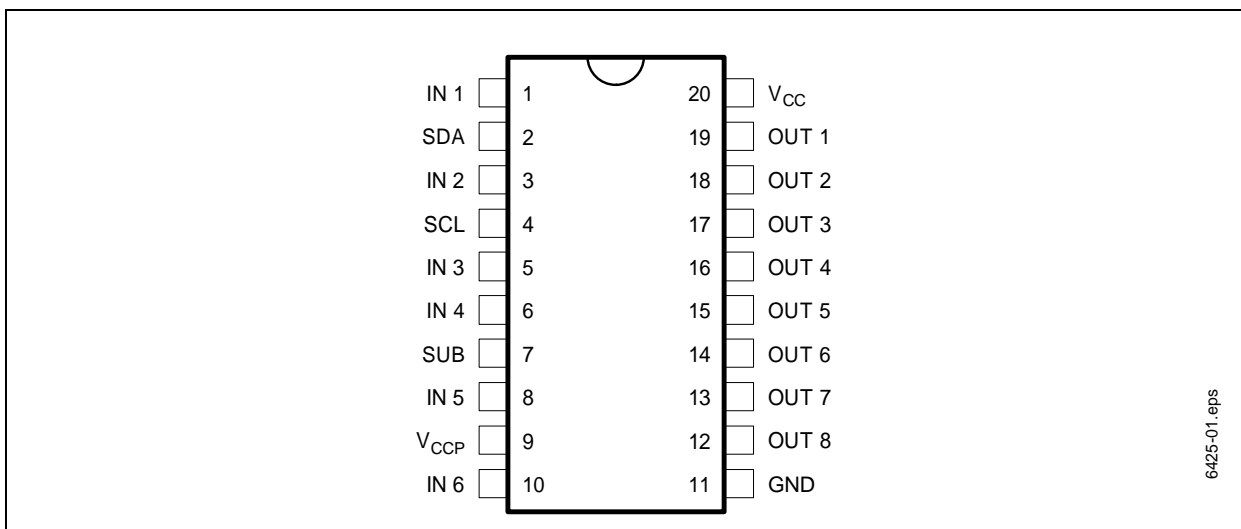 IN 1 1 20 VCC
SDA 2 19 OUT 1
IN 2 3 18 OUT 2
SCL 4 17 OUT 3
IN 3 5 16 OUT 4
IN 4 6 15 OUT 5
SUB 7 14 OUT 6
IN 5 8 13 OUT 7
VCCP 9 12 OUT 8
IN 6 10 11 GND
6425-01.eps